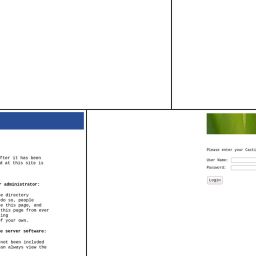 fter it has been
d at this site is
r administrator:
e directory
do so, people
e this page, and
this page from ever
ing
f your own.
e server software:
not been included
an always view the
Please enter your
User Name:
Password:
Login